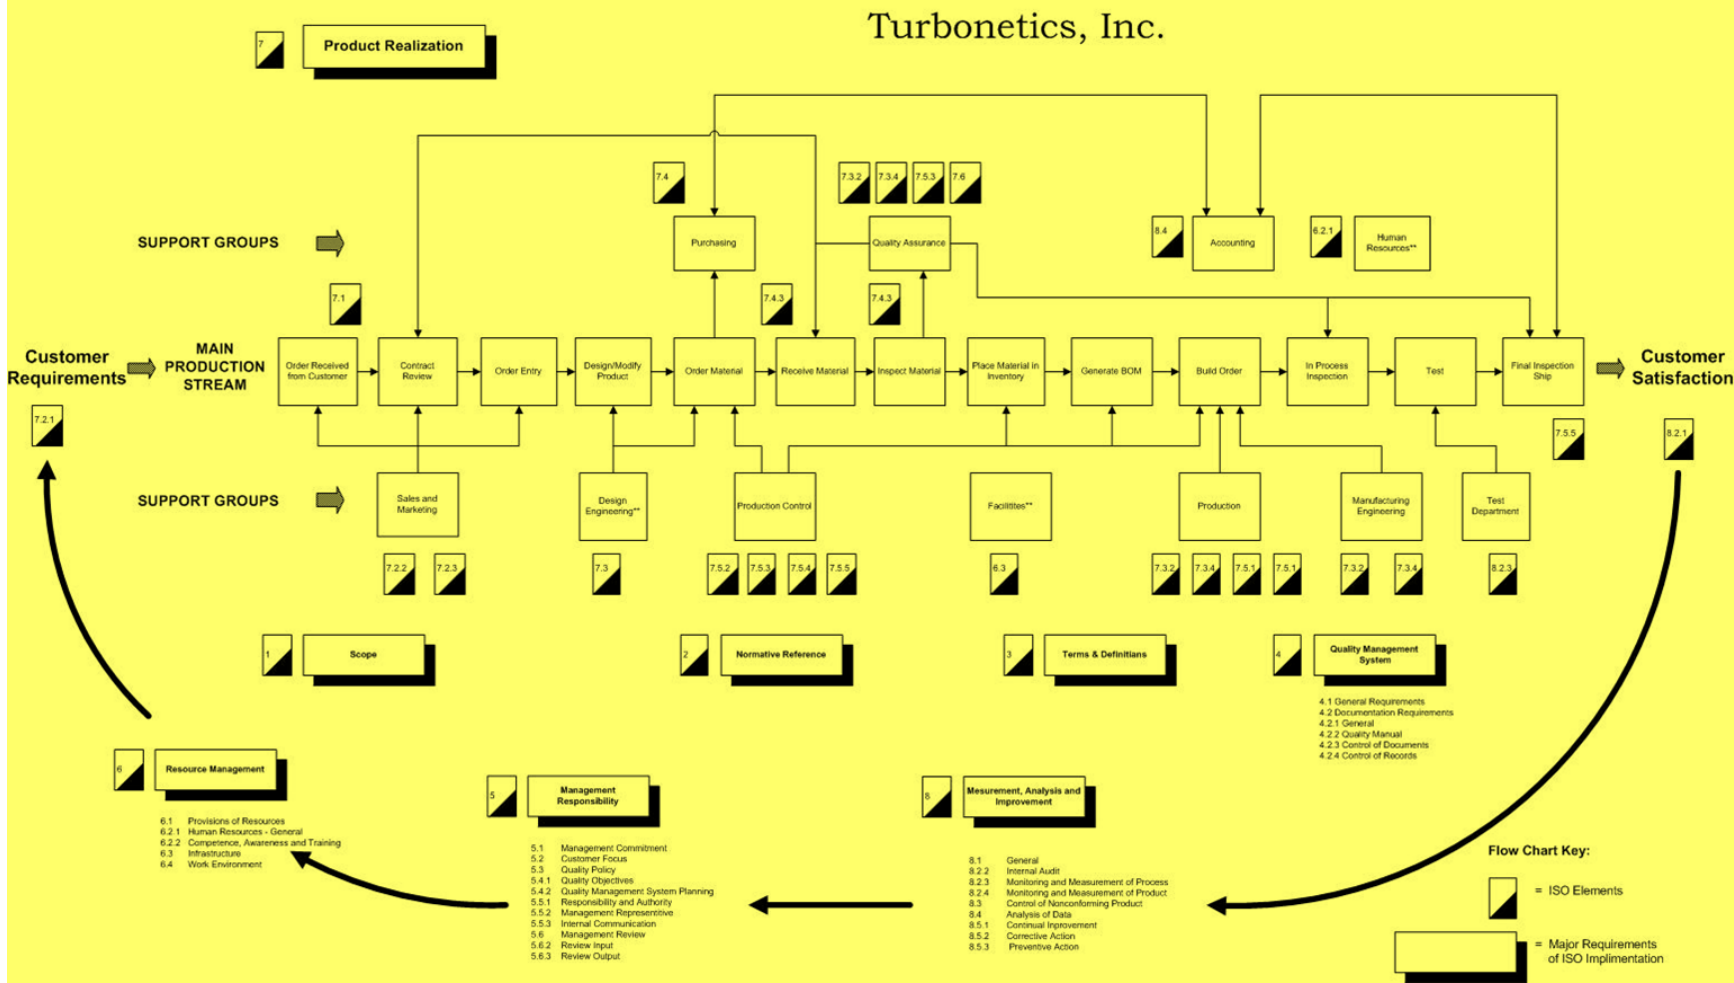 Turbonetics, Inc.
7
Product Realization
7.4
7.3.2
7.3.4
7.5.3
7.6
SUPPORT GROUPS
Purchasing
Quality Assurance
8.4
Accounting
6.2.1
Human
Resources**
7.1
7.4.3
7.4.3
Customer
Requirements
MAIN
PRODUCTION
STREAM
Order Received
from Customer
Contract
Review
Order Entry
Design/Modify
Product
Order Material
Receive Material
Inspect Material
Place Material in
Inventory
Generate BOM
Build Order
In Process
Inspection
Test
Final Inspection
Ship
Customer
Satisfaction
7.2.1
7.5.5
8.2.1
SUPPORT GROUPS
Sales and
Marketing
Design
Engineering**
Production Control
Facilitites**
Production
Manufacturing
Engineering
Test
Department
7.2.2
7.2.3
7.3
7.5.2
7.5.3
7.5.4
7.5.5
6.3
7.3.2
7.3.4
7.5.1
7.5.1
7.3.2
7.3.4
8.2.3
1
Scope
2
Normative Reference
3
Terms & Definitians
4
Quality Management
System
4.1 General Requirements
4.2 Documentation Requirements
4.2.1 General
4.2.2 Quality Manual
4.2.3 Control of Documents
4.2.4 Control of Records
6
Resource Management
6.1 Provisions of Resources
6.2.1 Human Resources - General
6.2.2 Competence, Awareness and Training
6.3 Infrastructure
6.4 Work Environment
5
Management
Responsibility
5.1 Management Commitment
5.2 Customer Focus
5.3 Quality Policy
5.4.1 Quality Objectives
5.4.2 Quality Management System Planning
5.5.1 Responsibility and Authority
5.5.2 Management Representitive
5.5.3 Internal Communication
5.6 Management Review
5.6.2 Review Input
5.6.3 Review Output
8
Mesurement, Analysis and
Improvement
8.1 General
8.2.2 Internal Audit
8.2.3 Monitoring and Measurement of Process
8.2.4 Monitoring and Measurement of Product
8.3 Control of Nonconforming Product
8.4 Analysis of Data
8.5.1 Continual Inprovement
8.5.2 Corrective Action
8.5.3 Preventive Action
Flow Chart Key:
= ISO Elements
= Major Requirements
of ISO Implimentation